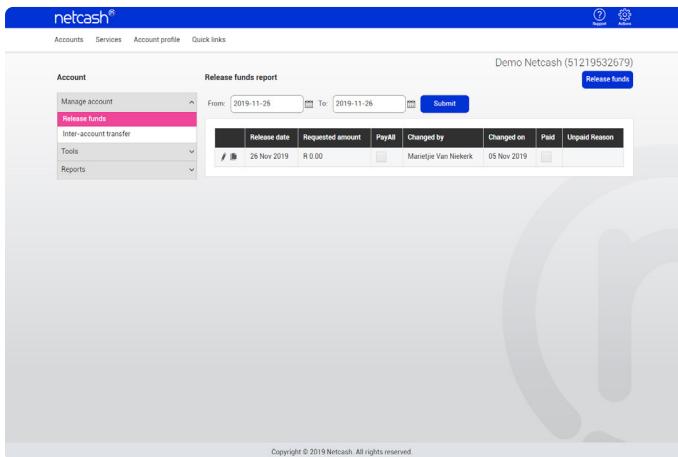 netcash®
Support Actions
Accounts Services Account profile Quick links
Demo Netcash (51219532679)
Account
Release funds report
Release funds
Manage account
From: 2019-11-26 To: 2019-11-26 Submit
Release funds
Inter-account transfer
Tools
Reports
Release date Requested amount PayAll Changed by Changed on Paid Unpaid Reason
26 Nov 2019 R 0.00 Marietjie Van Niekerk 05 Nov 2019
Copyright © 2019 Netcash. All rights reserved.